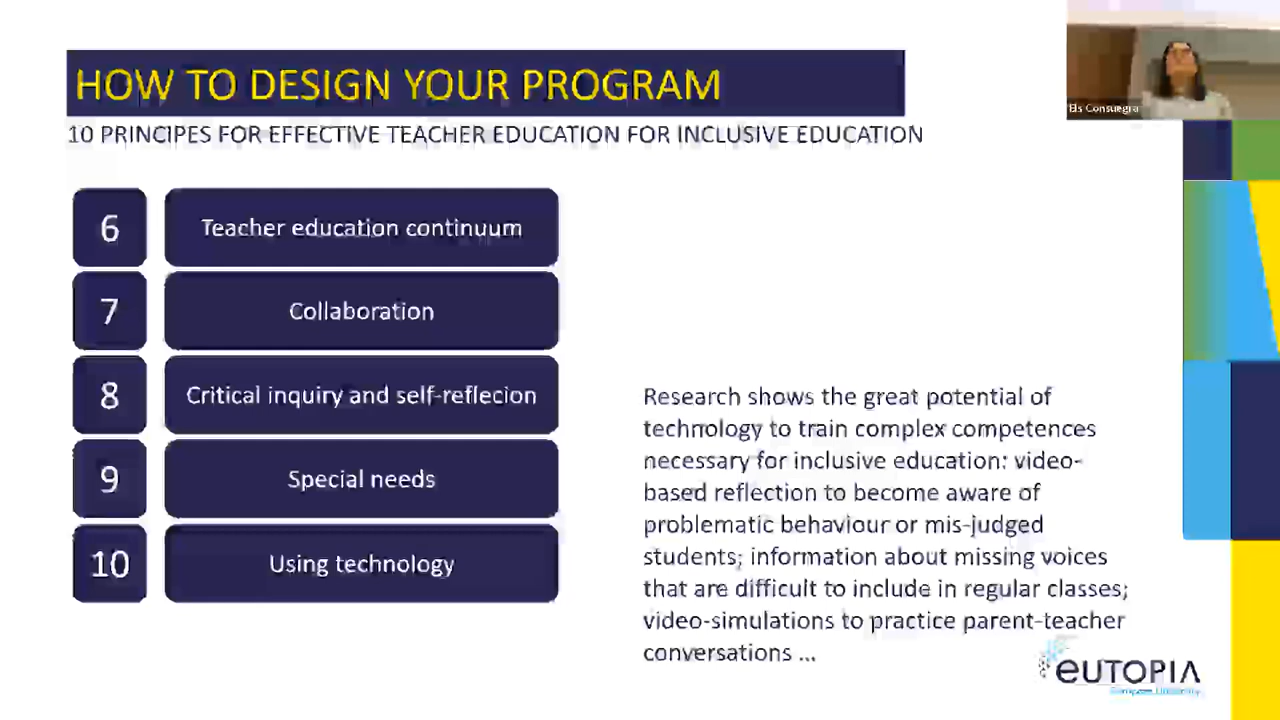 HOW TO DESIGN YOUR PROGRAM
10 PRINCIPES FOR EFFECTIVE TEACHER EDUCATION FOR INCLUSIVE EDUCATION
Els Consuegra
6
Teacher education continuum
7
Collaboration
8
Critical inquiry and self-reflecion
9
Special needs
10
Using technology
Research shows the great potential of
technology to train complex competences
necessary for inclusive education: video-
based reflection to become aware of
problematic behaviour or mis-judged
students; information about missing voices
that are difficult to include in regular classes;
video-simulations to practice parent-teacher
conversations ...
EUTOPIA
European University